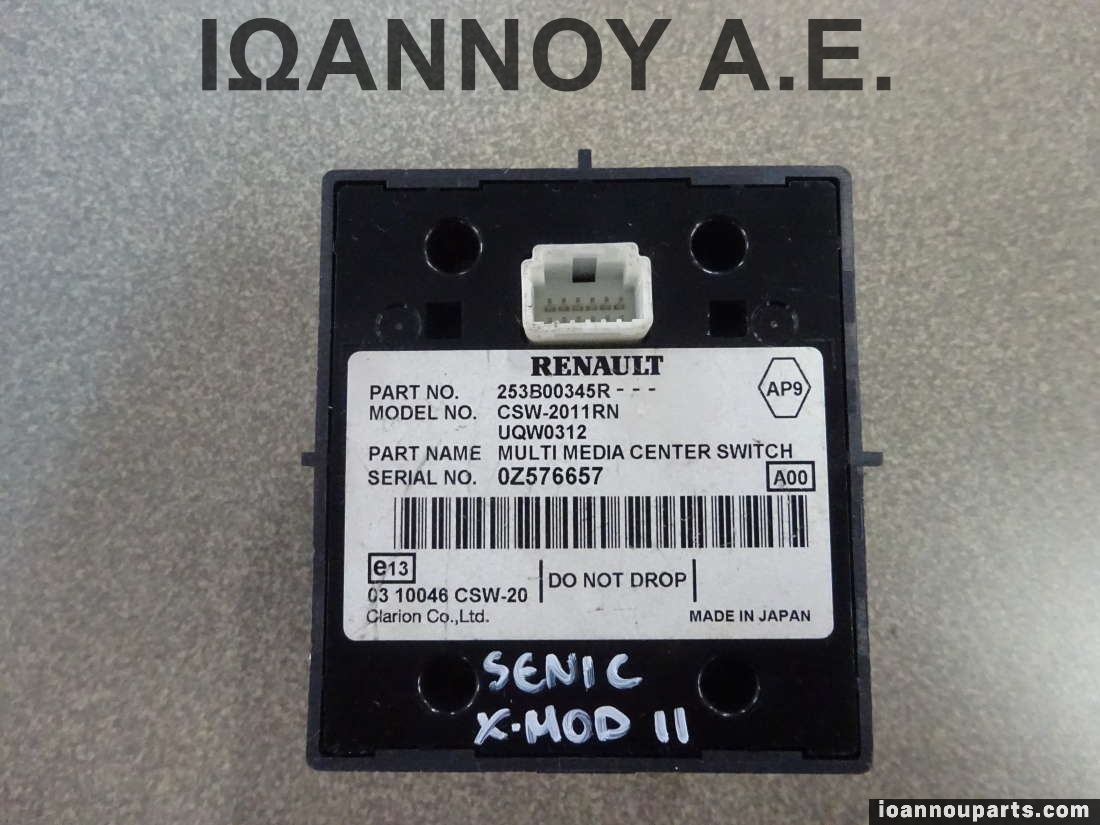 ΙΩΑΝΝΟΥ Α.Ε.
RENAULT
PART NO. 253B00345R - - -
AP9
MODEL NO. CSW-2011RN
UQW0312
PART NAME MULTI MEDIA CENTER SWITCH
SERIAL NO. 0Z576657
A00
e13
03 10046 CSW-20
DO NOT DROP
Clarion Co.,Ltd.
MADE IN JAPAN
SENIC
X-MOD 11
ioannouparts.com